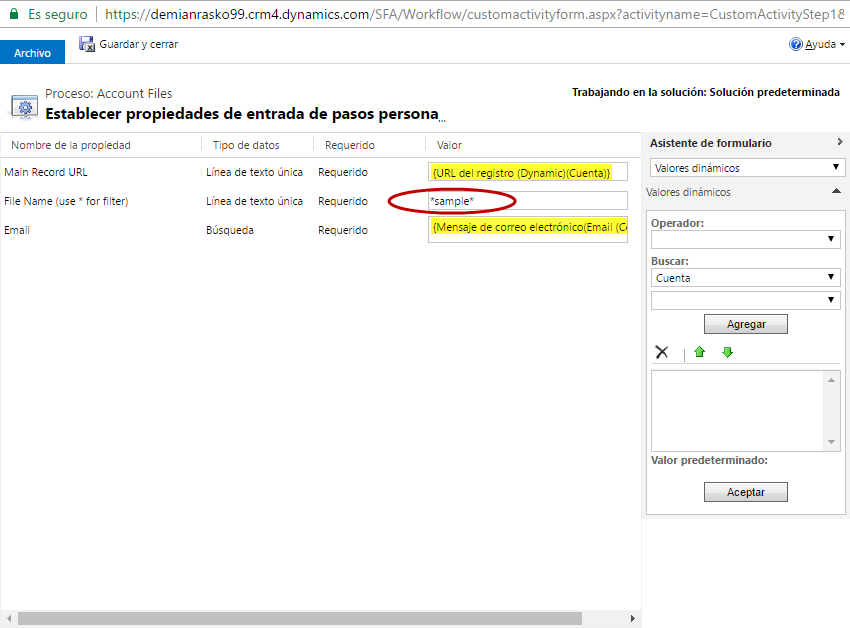 Es seguro https://demianrasko99.crm4.dynamics.com/SFA/Workflow/customactivityform.aspx?activityname=CustomActivityStep18
Archivo Guardar y cerrar Ayuda
Proceso: Account Files
Establecer propiedades de entrada de pasos persona...
Trabajando en la solución: Solución predeterminada
Nombre de la propiedad Tipo de datos Requerido Valor
Main Record URL Línea de texto única Requerido {URL del registro (Dynamic)(Cuenta)}
File Name (use * for filter) Línea de texto única Requerido *sample*
Email Búsqueda Requerido {Mensaje de correo electrónico(Email (C
Asistente de formulario
Valores dinámicos
Valores dinámicos
Operador:
Buscar:
Cuenta
Agregar
Valor predeterminado:
Aceptar